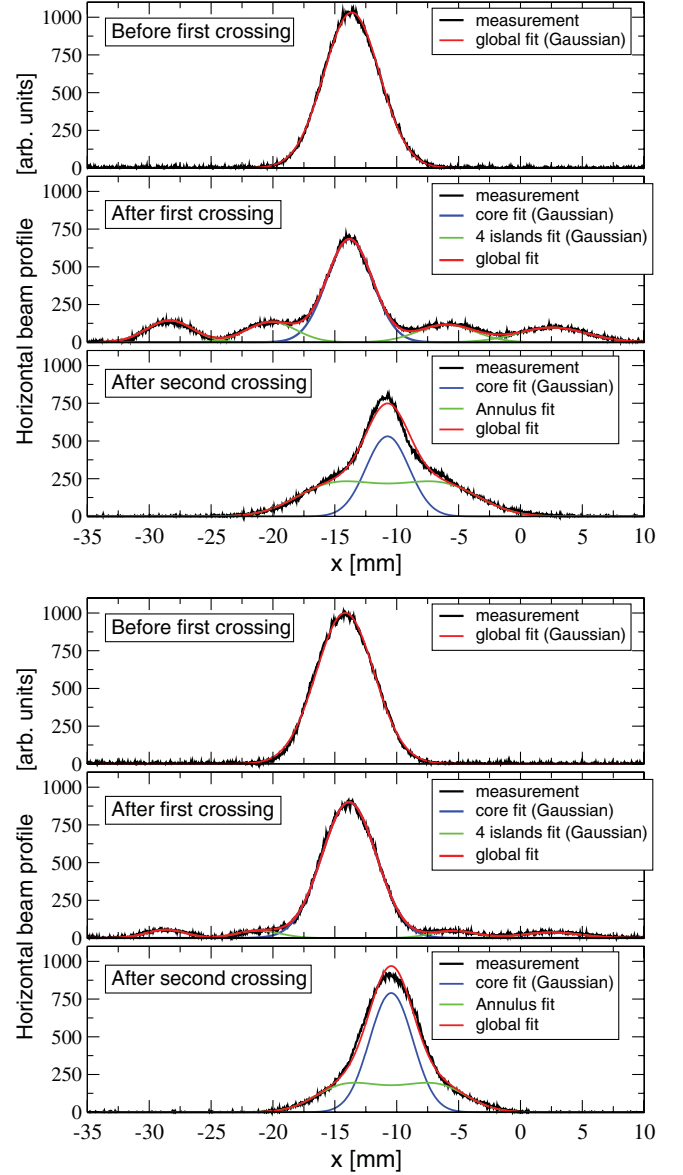 1000
750
500
250
0
[arb. units]
Before first crossing
measurement
global fit (Gaussian)
1000
750
500
250
0
Horizontal beam profile
After first crossing
measurement
core fit (Gaussian)
4 islands fit (Gaussian)
global fit
1000
750
500
250
0
After second crossing
measurement
core fit (Gaussian)
Annulus fit
global fit
-35 -30 -25 -20 -15 -10 -5 0 5 10
x [mm]
1000
750
500
250
0
[arb. units]
Before first crossing
measurement
global fit (Gaussian)
1000
750
500
250
0
Horizontal beam profile
After first crossing
measurement
core fit (Gaussian)
4 islands fit (Gaussian)
global fit
1000
750
500
250
0
After second crossing
measurement
core fit (Gaussian)
Annulus fit
global fit
-35 -30 -25 -20 -15 -10 -5 0 5 10
x [mm]